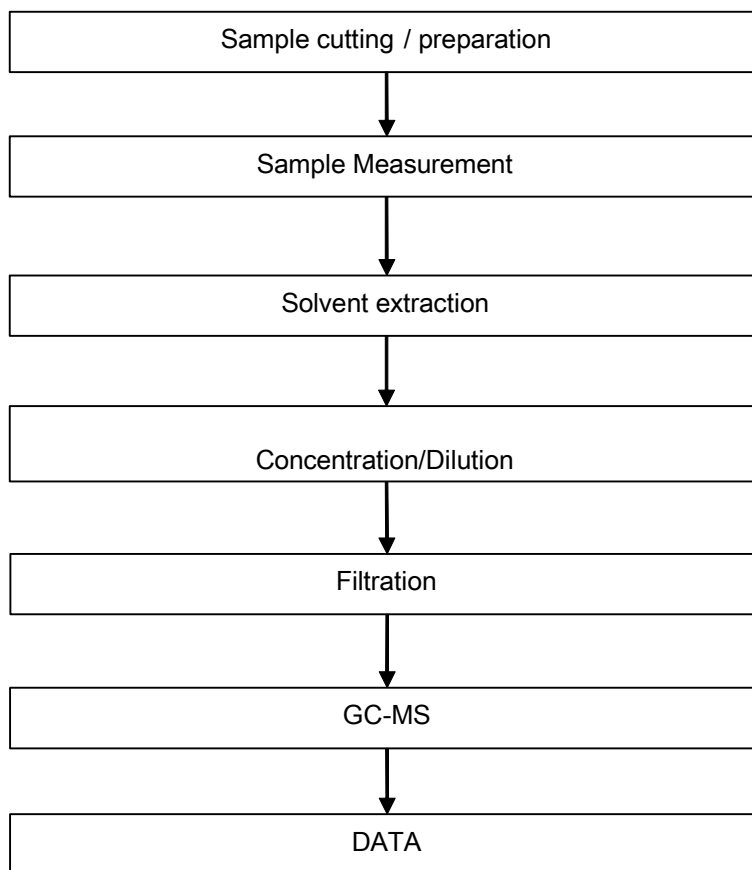 Sample cutting / preparation
Sample Measurement
Solvent extraction
Concentration/Dilution
Filtration
GC-MS
DATA